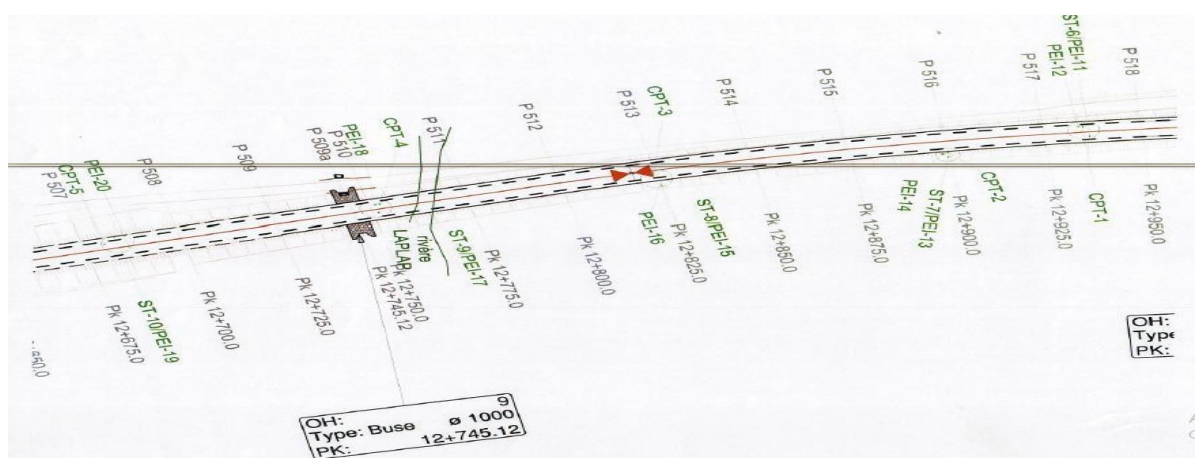 ST-6/PEI-11
PEI-12
P 518
P 517
P 516
P 515
P 514
CPT-3
P 513
P 512
P 511
CPT-4
PEI-18
P 510
P 509a
P 509
P 508
PEI-20
CPT-5
P 507
Pk 12+675.0
ST-10/PEI-19
Pk 12+700.0
Pk 12+725.0
Pk 12+745.12
Pk 12+750.0
LAPLAP
rivére
ST-9/PEI-17
Pk 12+775.0
Pk 12+800.0
PEI-16
Pk 12+825.0
ST-8/PEI-15
Pk 12+850.0
Pk 12+875.0
PEI-14
ST-7/PEI-13
Pk 12+900.0
CPT-2
Pk 12+925.0
CPT-1
Pk 12+950.0
OH: 9
Type: Buse ø 1000
PK: 12+745.12
OH:
Type
PK: